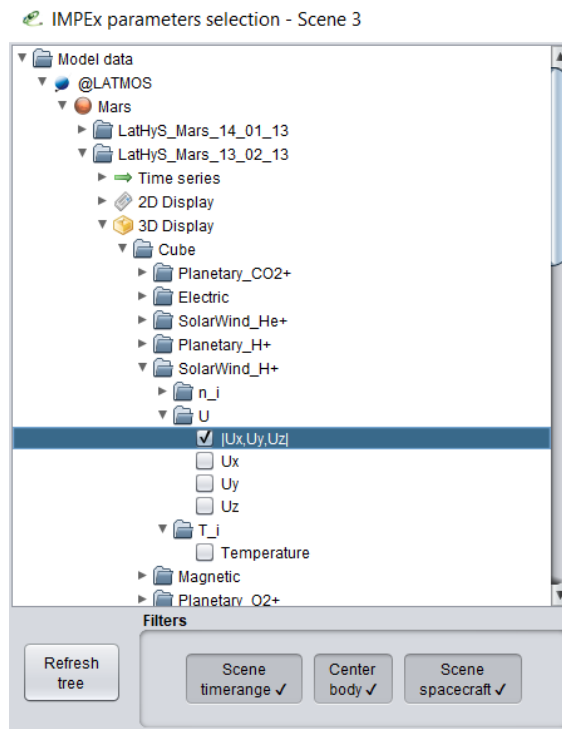 IMPEx parameters selection - Scene 3
Model data
@LATMOS
Mars
LatHyS_Mars_14_01_13
LatHyS_Mars_13_02_13
Time series
2D Display
3D Display
Cube
Planetary_CO2+
Electric
SolarWind_He+
Planetary_H+
SolarWind_H+
n_i
U
|Ux,Uy,Uz|
Ux
Uy
Uz
T_i
Temperature
Magnetic
Planetary_O2+
Filters
Refresh
tree
Scene
timerange ✓
Center
body ✓
Scene
spacecraft ✓